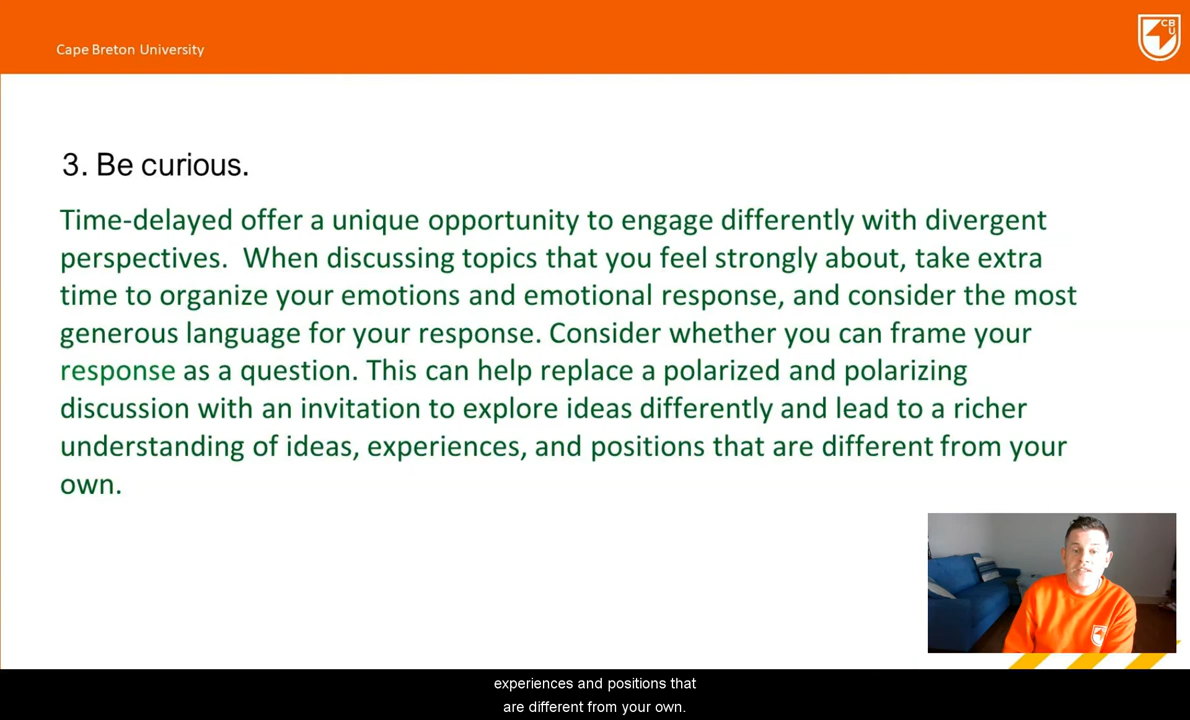 Cape Breton University
CB
U
3. Be curious.
Time-delayed offer a unique opportunity to engage differently with divergent
perspectives.  When discussing topics that you feel strongly about, take extra
time to organize your emotions and emotional response, and consider the most
generous language for your response. Consider whether you can frame your
response as a question. This can help replace a polarized and polarizing
discussion with an invitation to explore ideas differently and lead to a richer
understanding of ideas, experiences, and positions that are different from your
own.
experiences and positions that
are different from your own.